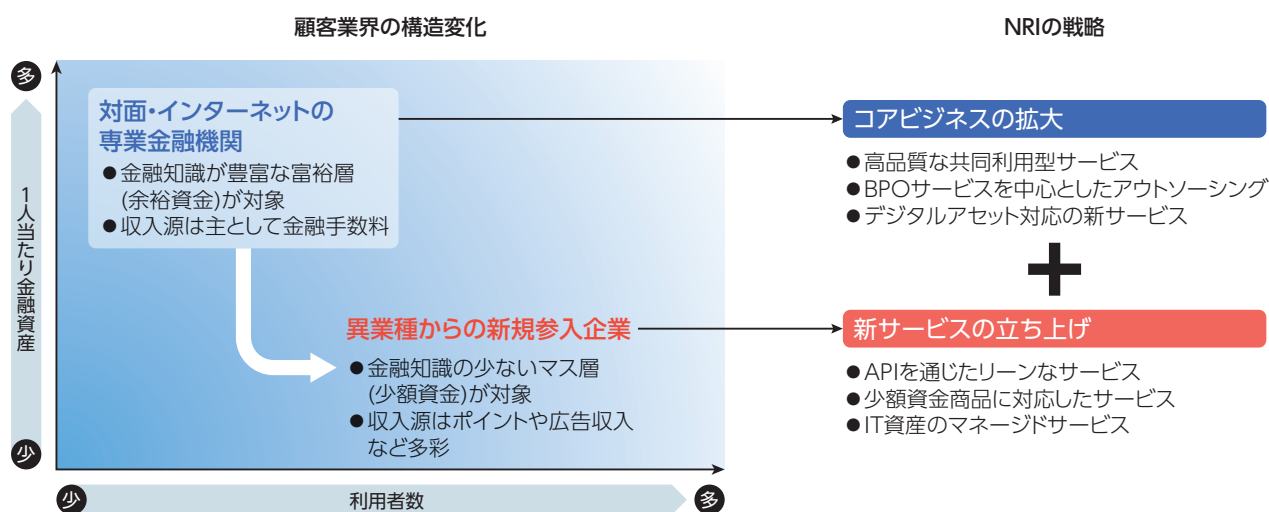 顧客業界の構造変化
NRIの戦略
多
1人当たり金融資産
少
対面・インターネットの
専業金融機関
●金融知識が豊富な富裕層
(余裕資金)が対象
●収入源は主として金融手数料
異業種からの新規参入企業
●金融知識の少ないマス層
(少額資金)が対象
●収入源はポイントや広告収入
など多彩
少
利用者数
多
コアビジネスの拡大
●高品質な共同利用型サービス
●BPOサービスを中心としたアウトソーシング
●デジタルアセット対応の新サービス
+
新サービスの立ち上げ
●APIを通じたリーンなサービス
●少額資金商品に対応したサービス
●IT資産のマネージドサービス